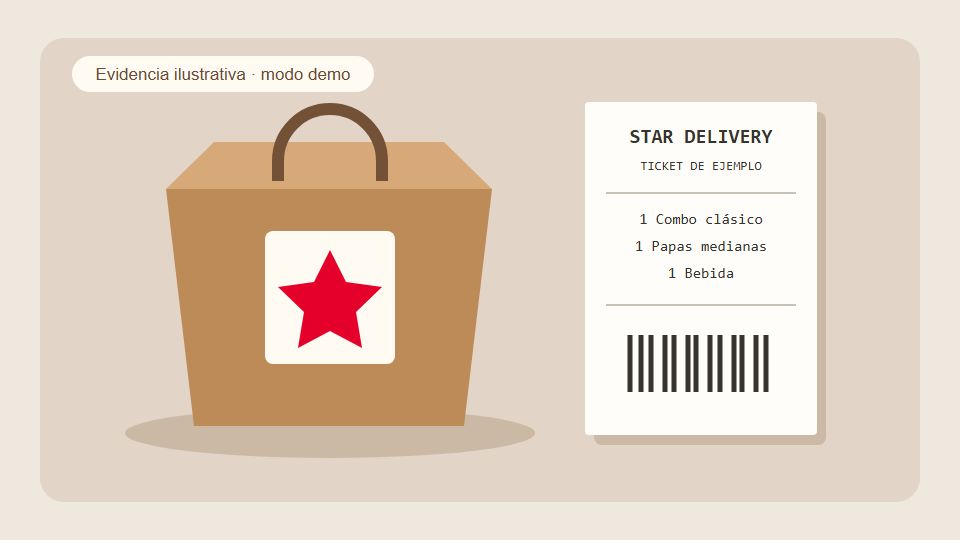 Evidencia ilustrativa · modo demo
STAR DELIVERY
TICKET DE EJEMPLO
1 Combo clásico
1 Papas medianas
1 Bebida